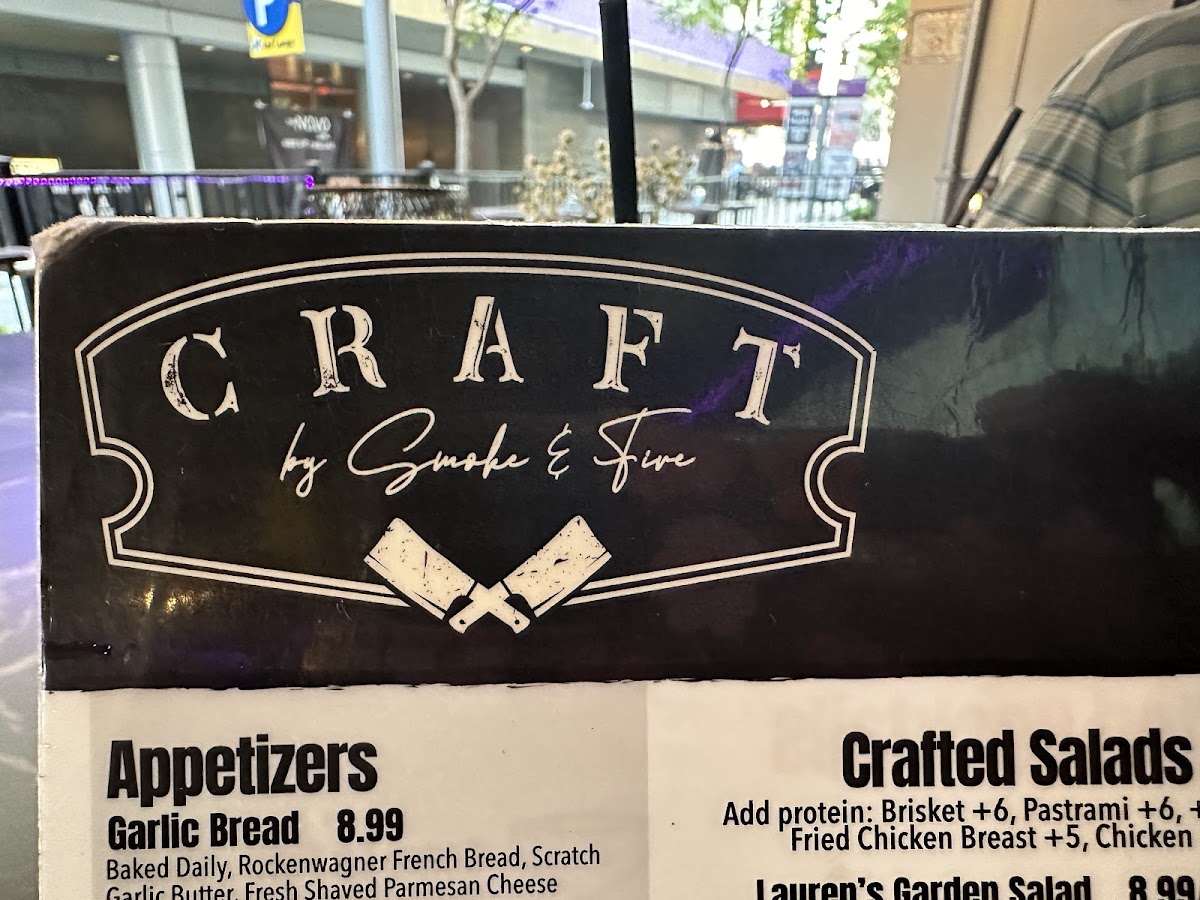 P
NOVO
CRAFT
by Smoke & Fire
Appetizers
Garlic Bread 8.99
Baked Daily, Rockenwagner French Bread, Scratch
Garlic Butter, Fresh Shaved Parmesan Cheese
Crafted Salads
Add protein: Brisket +6, Pastrami +6, +
Fried Chicken Breast +5, Chicken
Lauren's Garden Salad 8.99